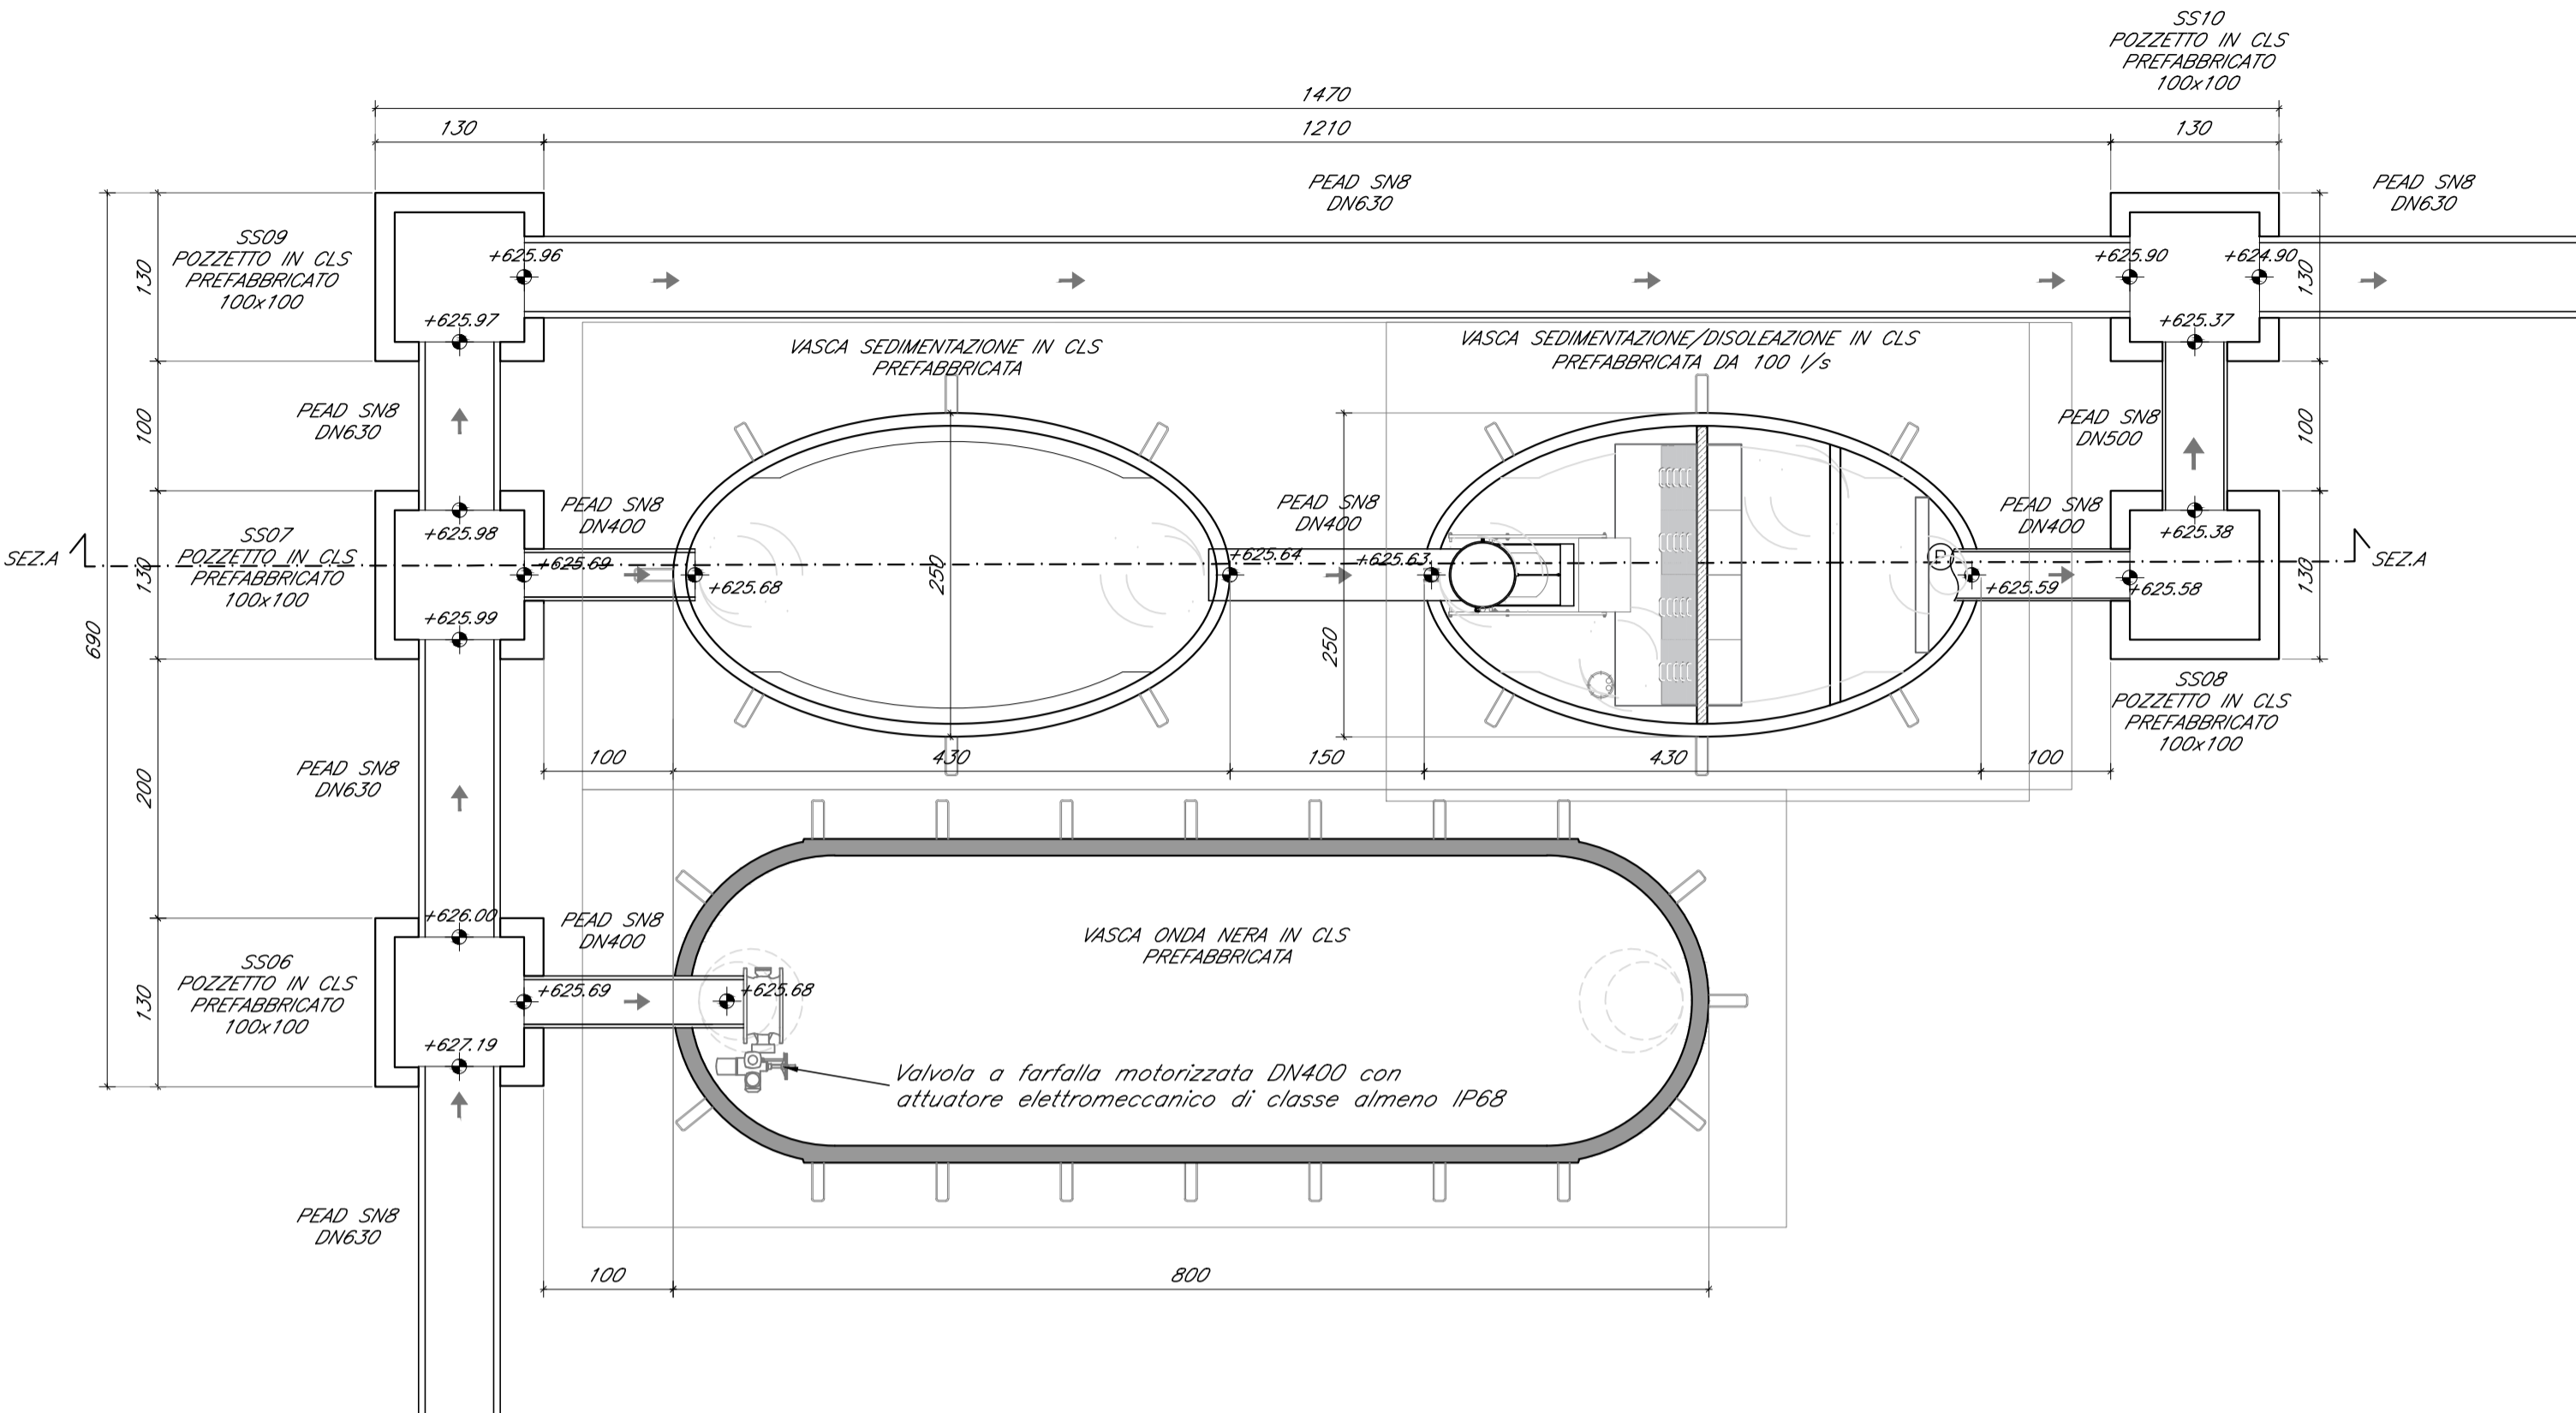 SS10
POZZETTO IN CLS
PREFABBRICATO
100x100
1470
130
1210
130
PEAD SN8
DN630
PEAD SN8
DN630
SS09
POZZETTO IN CLS
PREFABBRICATO
100x100
130
+625.96
+625.90
+624.90
130
+625.97
+625.37
VASCA SEDIMENTAZIONE IN CLS
PREFABBRICATA
VASCA SEDIMENTAZIONE/DISOLEAZIONE IN CLS
PREFABBRICATA DA 100 l/s
100
PEAD SN8
DN630
PEAD SN8
DN500
100
PEAD SN8
DN400
PEAD SN8
DN400
PEAD SN8
DN400
SEZ.A
SS07
POZZETTO IN CLS
PREFABBRICATO
100x100
130
+625.98
+625.69
+625.68
+625.99
250
+625.64
+625.63
250
P
+625.59
+625.58
+625.38
130
SEZ.A
690
SS08
POZZETTO IN CLS
PREFABBRICATO
100x100
200
PEAD SN8
DN630
100
430
150
430
100
SS06
POZZETTO IN CLS
PREFABBRICATO
100x100
130
+626.00
PEAD SN8
DN400
+625.69
+625.68
+627.19
VASCA ONDA NERA IN CLS
PREFABBRICATA
Valvola a farfalla motorizzata DN400 con
attuatore elettromeccanico di classe almeno IP68
PEAD SN8
DN630
100
800